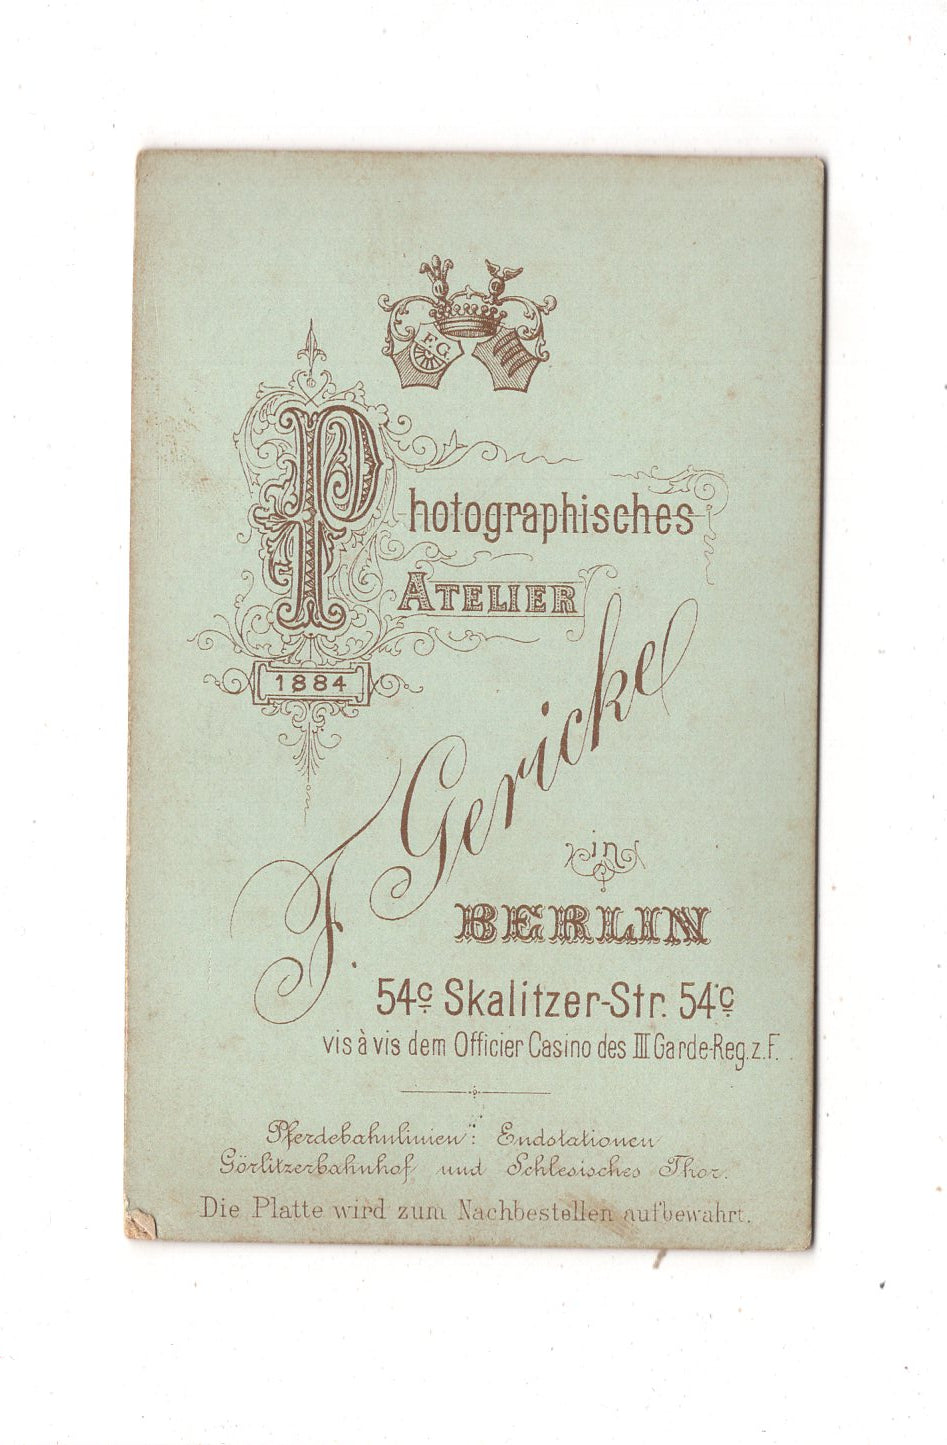 F.G.
Photographisches
ATELIER
1884
F. Gericke
in
BERLIN
54c Skalitzer-Str. 54c
vis à vis dem Officier Casino des III Garde-Reg. z. F.
Pferdebahnlinien: Endstationen
Görlitzerbahnhof und Schlesisches Thor.
Die Platte wird zum Nachbestellen aufbewahrt.